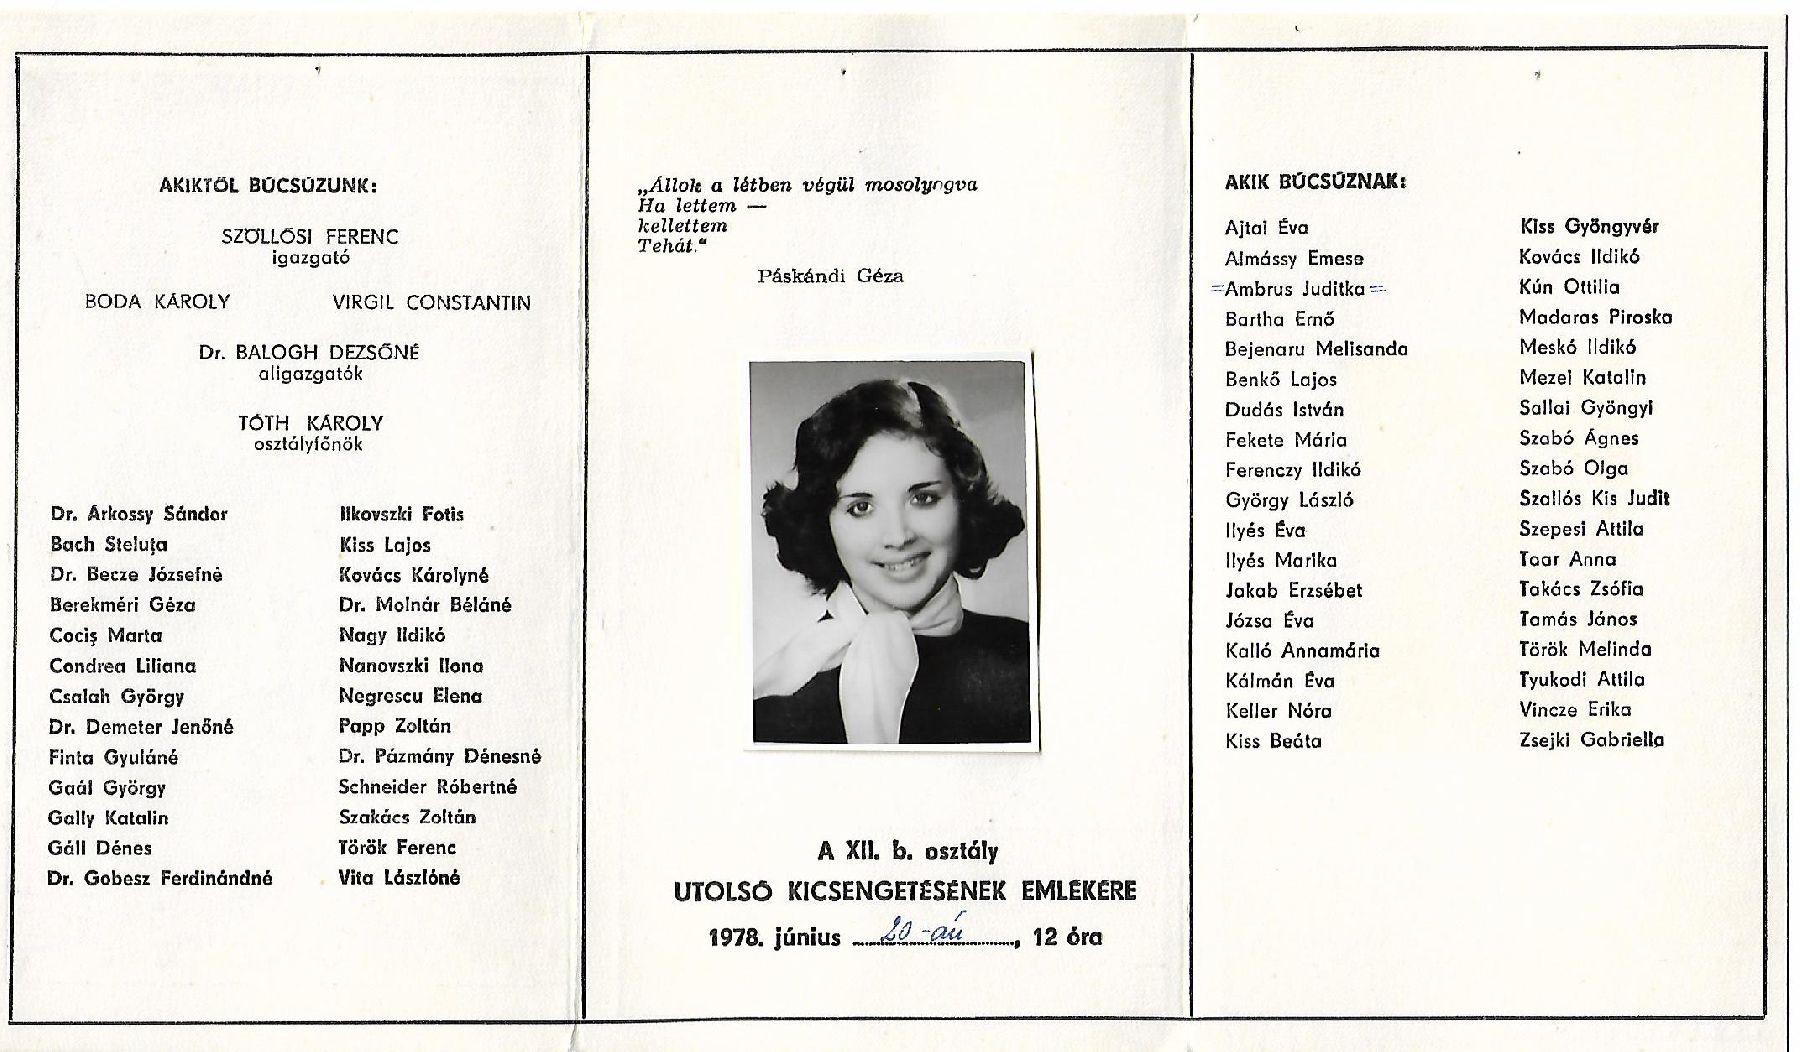 AKIKTŐL BÚCSÚZUNK:
SZÖLLŐSI FERENC
igazgató
BODA KÁROLY VIRGIL CONSTANTIN
Dr. BALOGH DEZSŐNÉ
aligazgatók
TÓTH KÁROLY
osztályfőnök
Dr. Árkossy Sándor
Bach Steluța
Dr. Becze Józsefné
Berekméri Géza
Cociș Marta
Condrea Liliana
Csalah György
Dr. Demeter Jenőné
Finta Gyuláné
Gaál György
Gally Katalin
Gáll Dénes
Dr. Gobesz Ferdinándné
Ilkovszki Fotis
Kiss Lajos
Kovács Károlyné
Dr. Molnár Béláné
Nagy Ildikó
Nanovszki Ilona
Negrescu Elena
Papp Zoltán
Dr. Pázmány Dénesné
Schneider Róbertné
Szakács Zoltán
Török Ferenc
Vita Lászlóné
„Állok a létben végül mosolyogva
Ha lettem —
kellettem
Tehát."
Páskándi Géza
A XII. b. osztály
UTOLSÓ KICSENGETÉSÉNEK EMLÉKÉRE
1978. június 20-án, 12 óra
AKIK BÚCSÚZNAK:
Ajtai Éva
Almássy Emese
=Ambrus Juditka=
Bartha Ernő
Bejenaru Melisanda
Benkő Lajos
Dudás István
Fekete Mária
Ferenczy Ildikó
György László
Ilyés Éva
Ilyés Marika
Jakab Erzsébet
Józsa Éva
Kalló Annamária
Kálmán Éva
Keller Nóra
Kiss Beáta
Kiss Gyöngyvér
Kovács Ildikó
Kún Ottilia
Madaras Piroska
Meskó Ildikó
Mezei Katalin
Sallai Gyöngyi
Szabó Ágnes
Szabó Olga
Szallós Kis Judit
Szepesi Attila
Taar Anna
Takács Zsófia
Tamás János
Török Melinda
Tyukodi Attila
Vincze Erika
Zsejki Gabriella